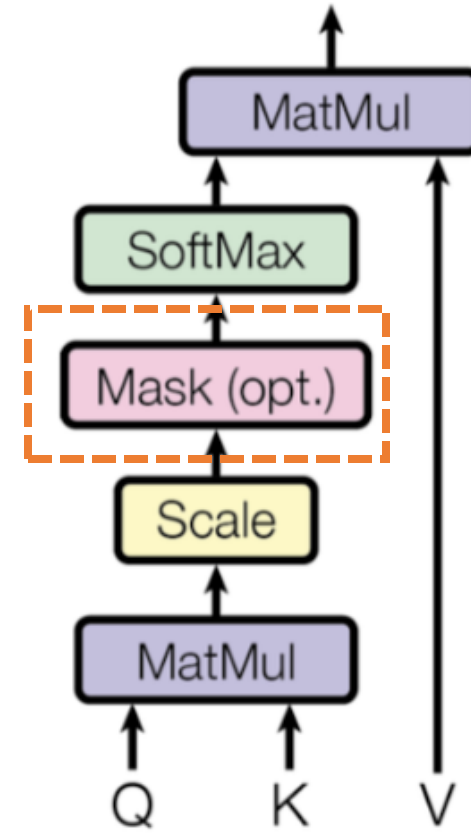 MatMul
SoftMax
Mask (opt.)
Scale
MatMul
Q K V